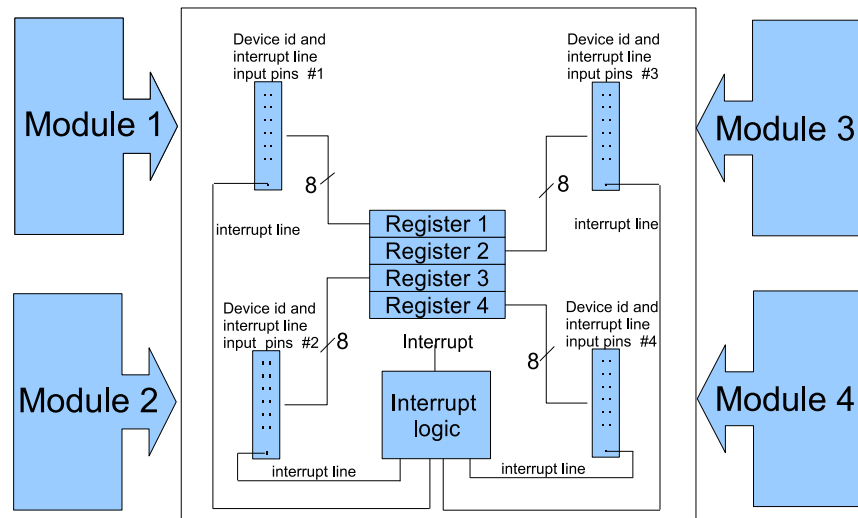 Module 1
Device id and
interrupt line
input pins #1
8
interrupt line
Device id and
interrupt line
input pins #3
8
interrupt line
Module 3
Register 1
Register 2
Register 3
Register 4
Module 2
Device id and
interrupt line
input pins #2
8
interrupt line
Interrupt
Interrupt
logic
Device id and
interrupt line
input pins #4
8
interrupt line
Module 4